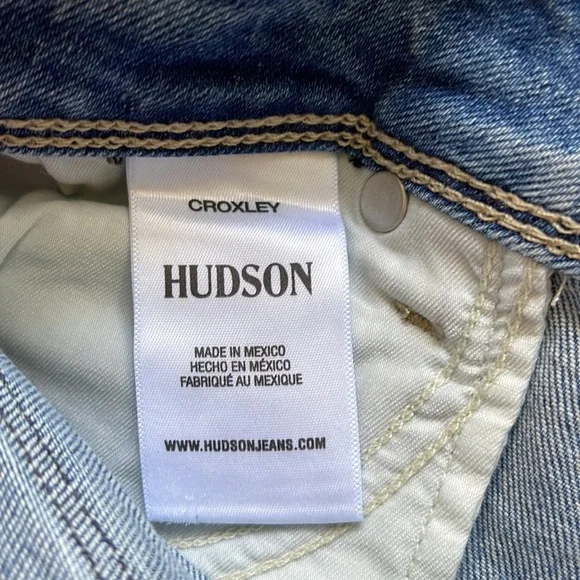 CROXLEY
HUDSON
MADE IN MEXICO
HECHO EN MÉXICO
FABRIQUÉ AU MEXIQUE
WWW.HUDSONJEANS.COM